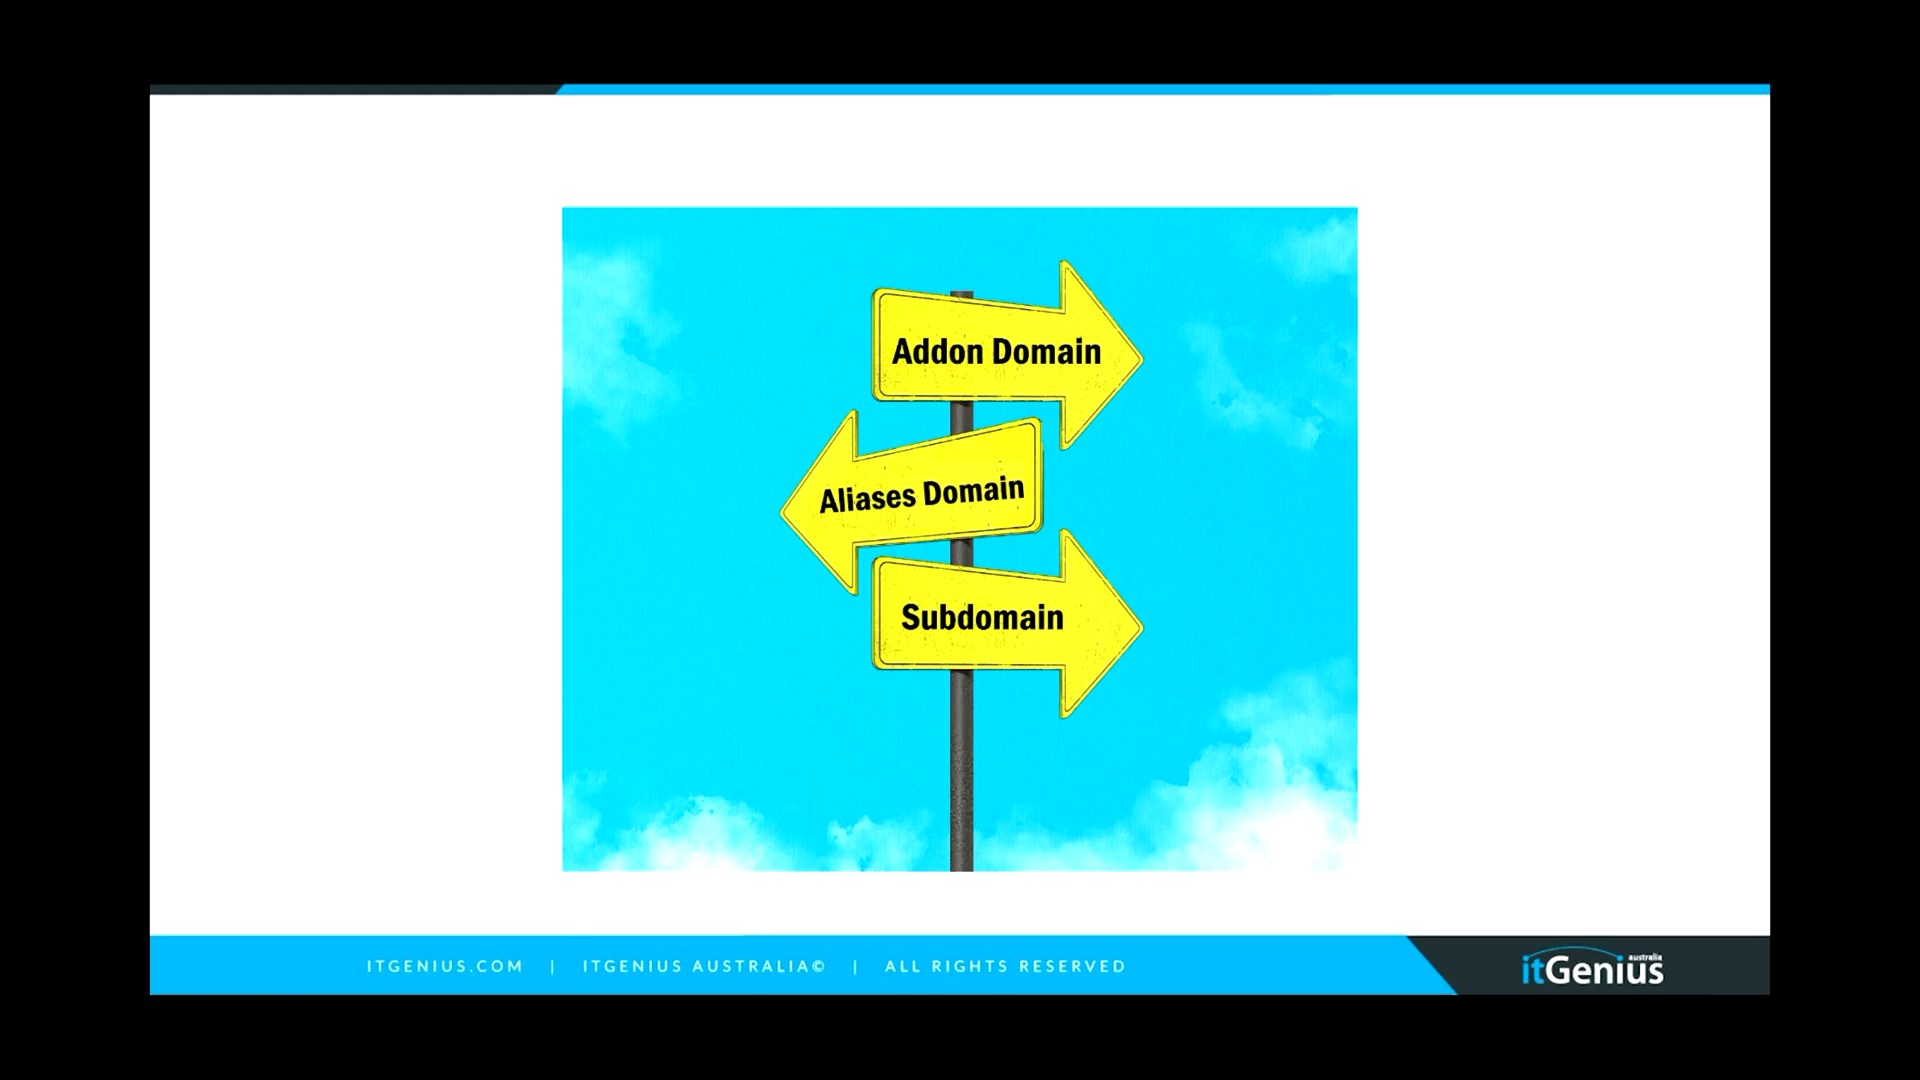 Addon Domain
Aliases Domain
Subdomain
ITGENIUS.COM | ITGENIUS AUSTRALIA© | ALL RIGHTS RESERVED
itGenius australia